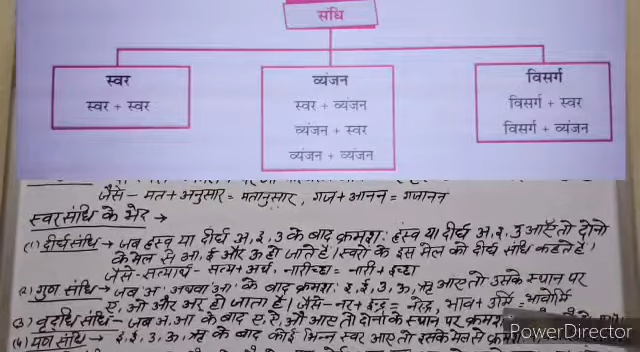 संधि
स्वर
स्वर + स्वर
व्यंजन
स्वर + व्यंजन
व्यंजन + स्वर
व्यंजन + व्यंजन
विसर्ग
विसर्ग + स्वर
विसर्ग + व्यंजन
जैसे - मत + अनुसार = मतानुसार, गज + आनन = गजानन
स्वर संधि के भेद →
(1) दीर्घ संधि → जब ह्रस्व या दीर्घ अ, इ, उ के बाद क्रमशः ह्रस्व या दीर्घ अ, इ, उ आएँ तो दोनो
के मेल से आ, ई और ऊ हो जाते हैं। स्वरो के इस मेल को दीर्घ संधि कहते हैं।
जैसे - सत्यार्थ - सत्य + अर्थ, नारीच्छा = नारी + इच्छा
(2) गुण संधि → जब 'अ' अथवा 'आ' के बाद क्रमशः इ, ई, उ, ऊ, ऋ आए तो उसके स्थान पर
ए, ओ और अर हो जाता है। जैसे - नर + इन्द्र = नरेन्द्र, भाव + ऊर्मि = भावोर्मि
(3) वृद्धि संधि - जब अ, आ के बाद ए, ऐ, औ आए तो दोनो के स्थान पर क्रमशः
(4) यण संधि → इ, ई, उ, ऊ, ऋ के बाद कोई भिन्न स्वर आए तो इनके मेल से
PowerDirector